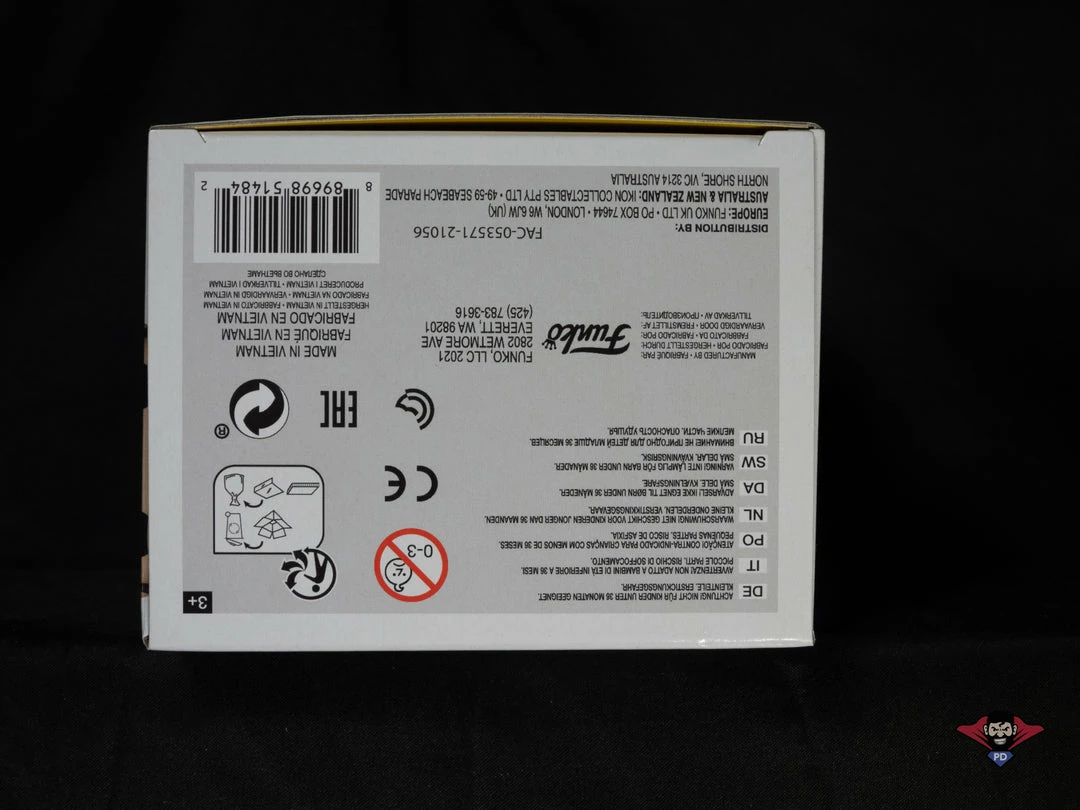 3+
DE
ACHTUNG! NICHT FÜR KINDER UNTER 36 MONATEN GEEIGNET.
KLEINTEILE. ERSTICKUNGSGEFAHR.
IT
AVVERTENZA! NON ADATTO A BAMBINI DI ETÀ INFERIORE A 36 MESI.
PICCOLE PARTI. RISCHIO DI SOFFOCAMENTO.
PO
ATENÇÃO! CONTRA-INDICADO PARA CRIANÇAS COM MENOS DE 36 MESES.
PEQUENAS PARTES. RISCO DE ASFIXIA.
NL
WAARSCHUWING! NIET GESCHIKT VOOR KINDEREN JONGER DAN 36 MAANDEN.
KLEINE ONDERDELEN. VERSTIKKINGSGEVAAR.
DA
ADVARSEL! IKKE EGNET TIL BØRN UNDER 36 MÅNEDER.
SMÅ DELE. KVÆLNINGSFARE.
SW
VARNING! INTE LÄMPLIG FÖR BARN UNDER 36 MÅNADER.
SMÅ DELAR. KVÄVNINGSRISK.
RU
ВНИМАНИЕ! НЕ ПРИГОДНО ДЛЯ ДЕТЕЙ МЛАДШЕ 36 МЕСЯЦЕВ.
МЕЛКИЕ ЧАСТИ. ОПАСНОСТЬ УДУШЬЯ.
0-3
CE
EAC
®
MANUFACTURED BY • FABRIQUÉ PAR:
FABRICADO POR • HERGESTELLT DURCH:
FABRICATO DA • FABRICADO POR:
VERVAARDIGD DOOR • FREMSTILLET AF:
TILLVERKAD AV • ПРОИЗВОДИТЕЛЬ:
Funko
FUNKO, LLC 2021
2802 WETMORE AVE
EVERETT, WA 98201
(425) 783-3616
MADE IN VIETNAM
FABRIQUÉ EN VIETNAM
FABRICADO EN VIETNAM
HERGESTELLT IN VIETNAM • FABBRICATO IN VIETNAM
FABRICADO NA VIETNAM • VERVAARDIGD IN VIETNAM
PRODUCERET I VIETNAM • TILLVERKAD I VIETNAM
СДЕЛАНО ВО ВЬЕТНАМЕ
FAC-053571-21056
DISTRIBUTION BY:
EUROPE: FUNKO UK LTD • PO BOX 74644 • LONDON, W6 6JW (UK)
AUSTRALIA & NEW ZEALAND: IKON COLLECTABLES PTY LTD • 49-59 SEABEACH PARADE
NORTH SHORE, VIC 3214 AUSTRALIA
8 89698 51484 2
PD